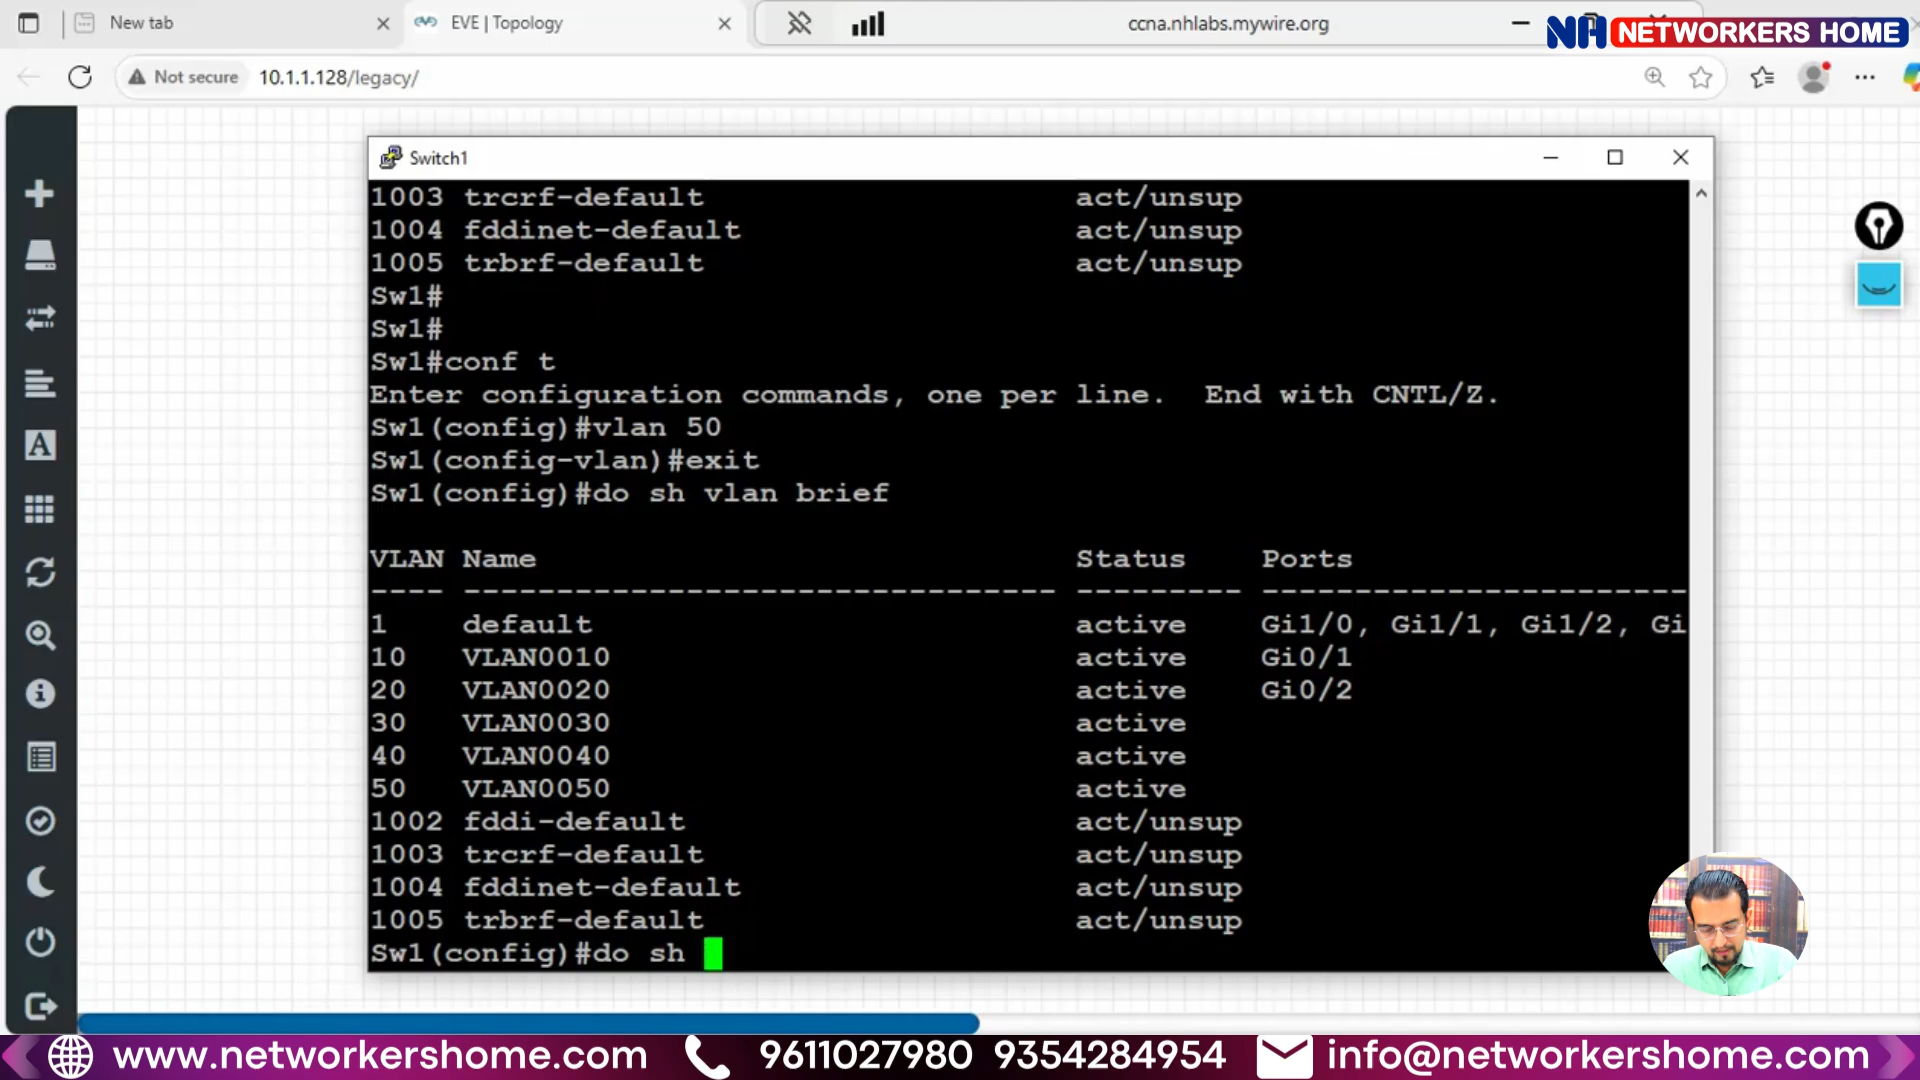 New tab
EVE | Topology
ccna.nhlabs.mywire.org
NH NETWORKERS HOME
Not secure 10.1.1.128/legacy/
Switch1
1003 trcrf-default act/unsup
1004 fddinet-default act/unsup
1005 trbrf-default act/unsup
Sw1#
Sw1#
Sw1#conf t
Enter configuration commands, one per line. End with CNTL/Z.
Sw1(config)#vlan 50
Sw1(config-vlan)#exit
Sw1(config)#do sh vlan brief
VLAN Name Status Ports
---- -------------------------------- --------- -----------------------
1 default active Gi1/0, Gi1/1, Gi1/2, Gi
10 VLAN0010 active Gi0/1
20 VLAN0020 active Gi0/2
30 VLAN0030 active
40 VLAN0040 active
50 VLAN0050 active
1002 fddi-default act/unsup
1003 trcrf-default act/unsup
1004 fddinet-default act/unsup
1005 trbrf-default act/unsup
Sw1(config)#do sh
www.networkershome.com 9611027980 9354284954 info@networkershome.com